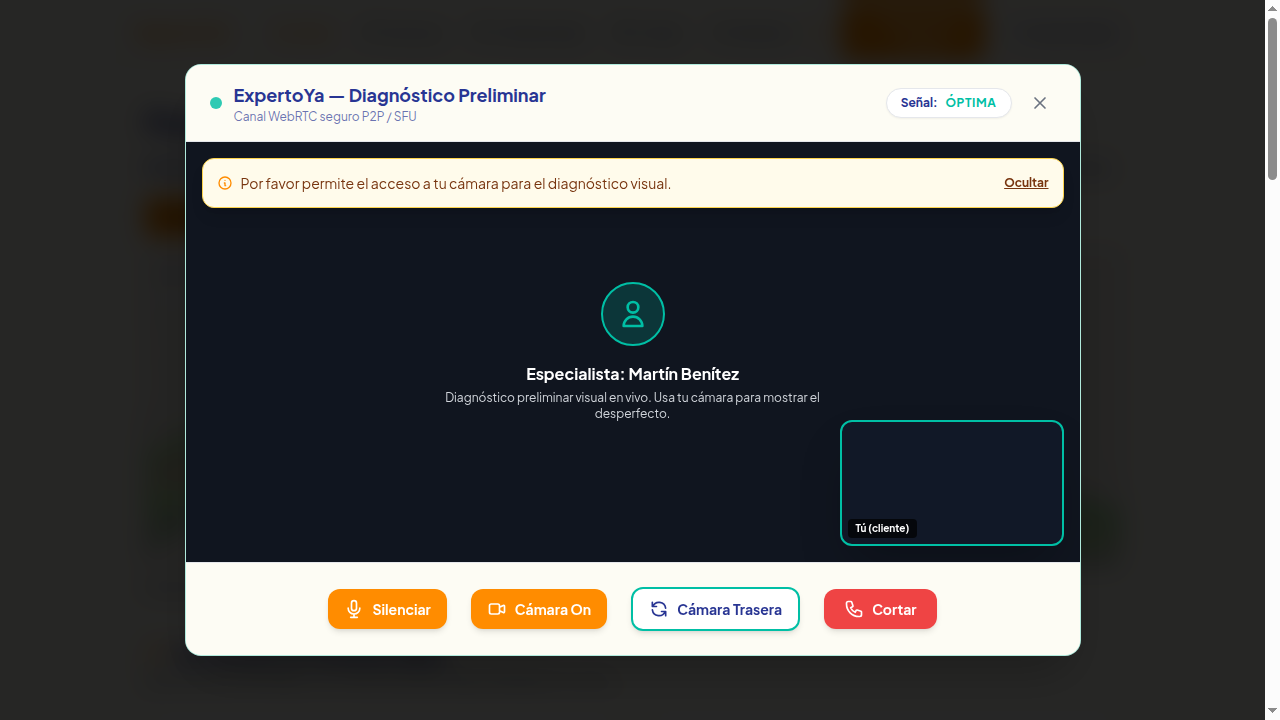 ExpertoYa — Diagnóstico Preliminar
Canal WebRTC seguro P2P / SFU
Señal: ÓPTIMA
Por favor permite el acceso a tu cámara para el diagnóstico visual.
Ocultar
Especialista: Martín Benítez
Diagnóstico preliminar visual en vivo. Usa tu cámara para mostrar el
desperfecto.
Tú (cliente)
Silenciar
Cámara On
Cámara Trasera
Cortar